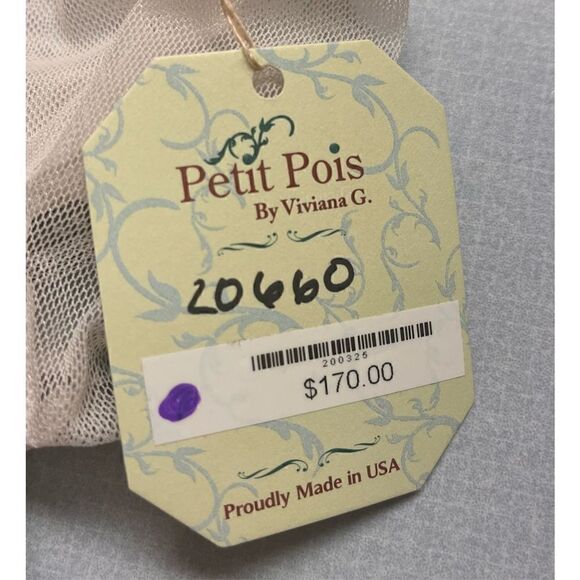 Petit Pois
By Viviana G.
20660
200325
$170.00
Proudly Made in USA